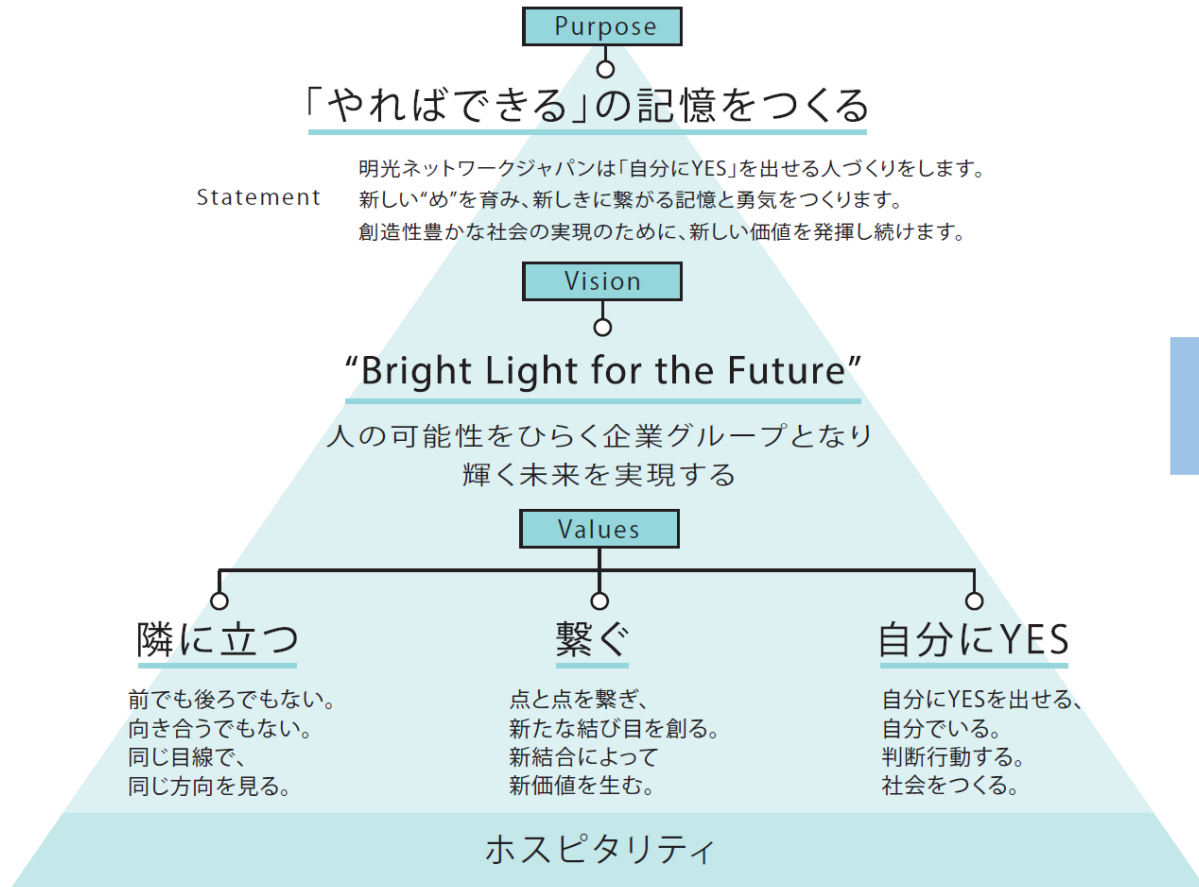 Purpose
「やればできる」の記憶をつくる
Statement
明光ネットワークジャパンは「自分にYES」を出せる人づくりをします。
新しい“め”を育み、新しきに繋がる記憶と勇気をつくります。
創造性豊かな社会の実現のために、新しい価値を発揮し続けます。
Vision
“Bright Light for the Future”
人の可能性をひらく企業グループとなり
輝く未来を実現する
Values
隣に立つ
前でも後ろでもない。
向き合うでもない。
同じ目線で、
同じ方向を見る。
繋ぐ
点と点を繋ぎ、
新たな結び目を創る。
新結合によって
新価値を生む。
自分にYES
自分にYESを出せる、
自分でいる。
判断行動する。
社会をつくる。
ホスピタリティ